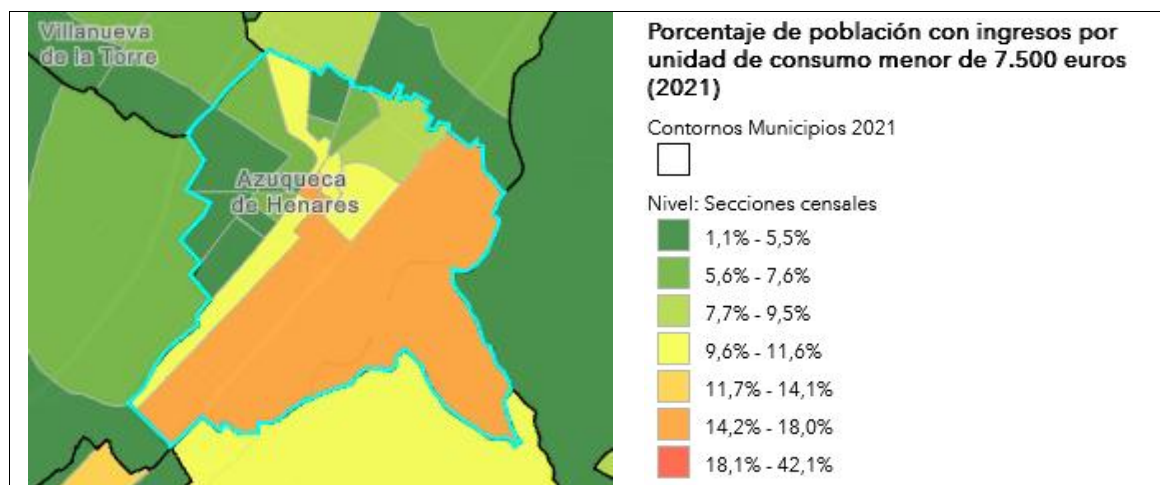 Villanueva
de la Torre
Azuqueca
de Henares
Porcentaje de población con ingresos por
unidad de consumo menor de 7.500 euros
(2021)
Contornos Municipios 2021
Nivel: Secciones censales
1,1% - 5,5%
5,6% - 7,6%
7,7% - 9,5%
9,6% - 11,6%
11,7% - 14,1%
14,2% - 18,0%
18,1% - 42,1%